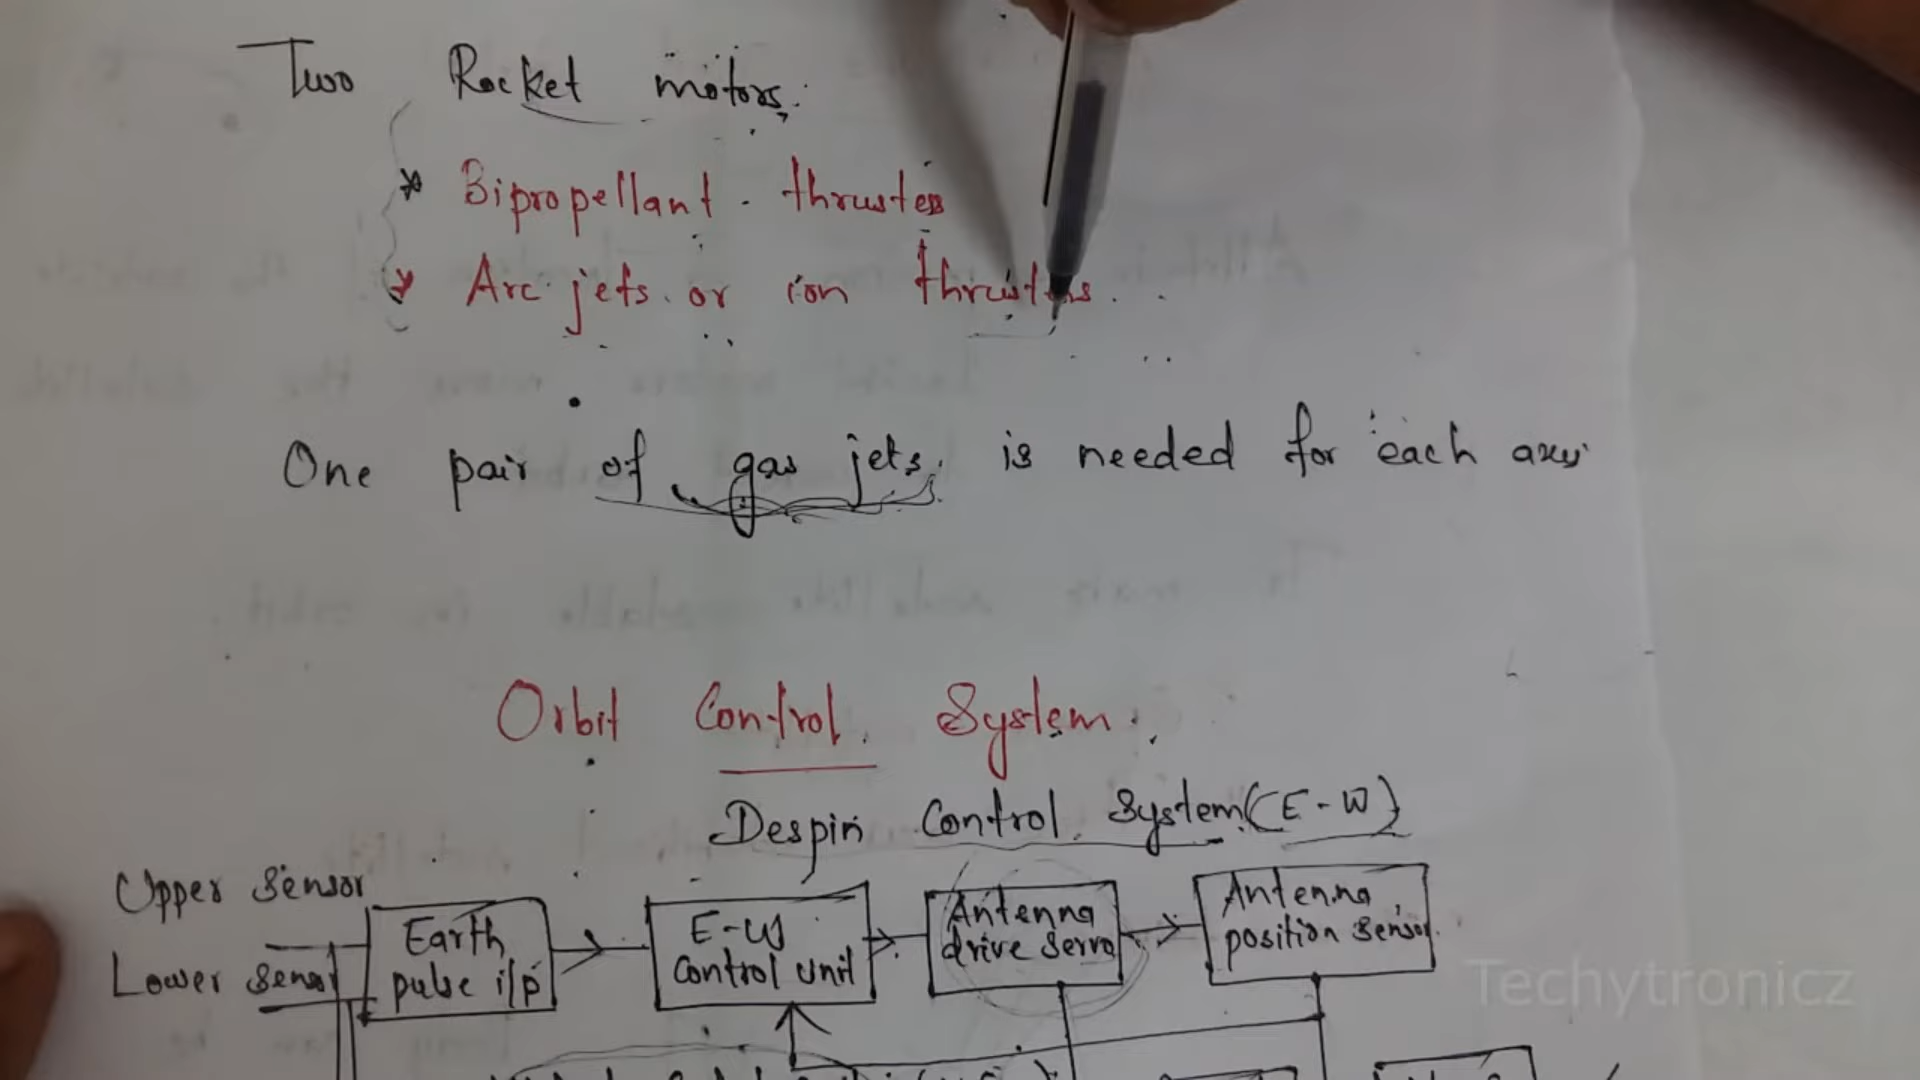 Two Rocket motors.
* Bipropellant thrusters
* Arc jets or ion thrusters.
One pair of gas jets is needed for each axis
Orbit Control System.
Despin Control System (E-W)
Upper Sensor
Lower Sensor
Earth
pulse i/p
E-W
Control unit
Antenna
drive servo
Antenna
position sensor
Techytronicz